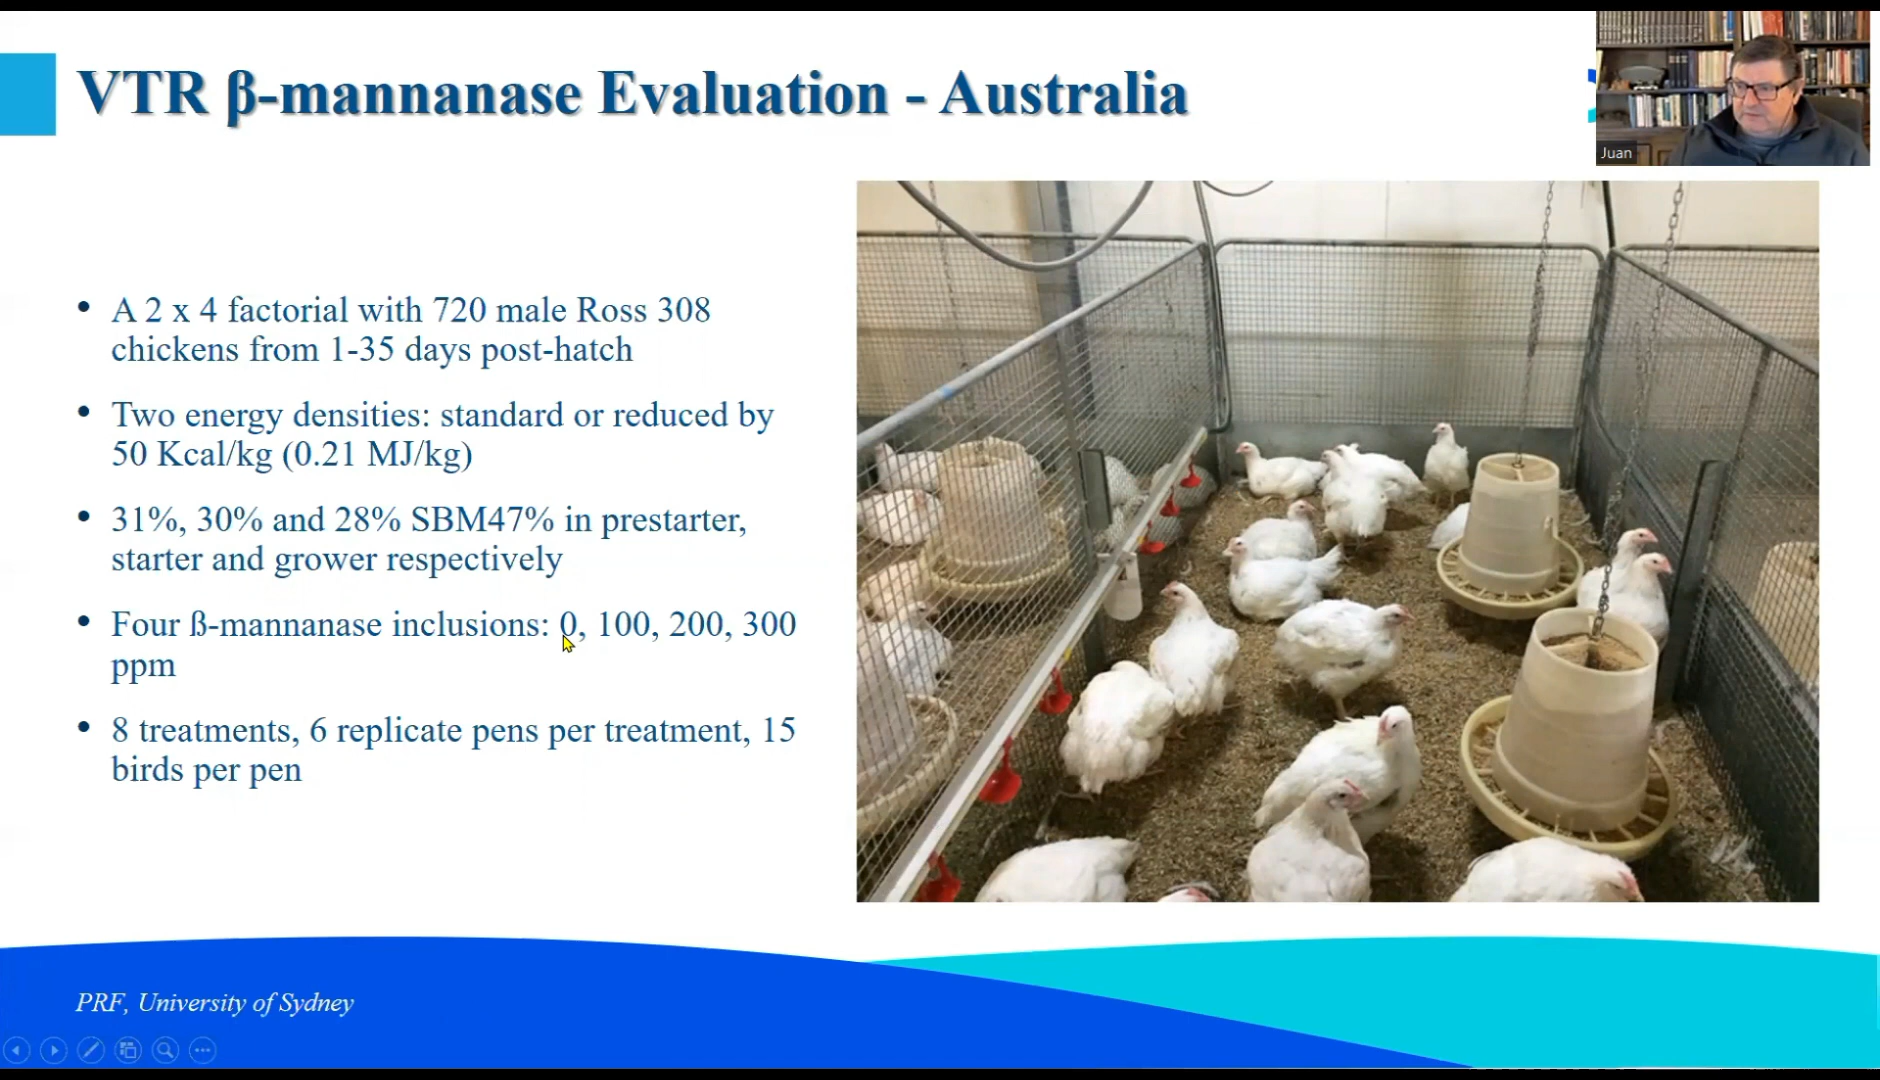 VTR β-mannanase Evaluation - Australia
Juan
• A 2 x 4 factorial with 720 male Ross 308
chickens from 1-35 days post-hatch
• Two energy densities: standard or reduced by
50 Kcal/kg (0.21 MJ/kg)
• 31%, 30% and 28% SBM47% in prestarter,
starter and grower respectively
• Four ß-mannanase inclusions: 0, 100, 200, 300
ppm
• 8 treatments, 6 replicate pens per treatment, 15
birds per pen
PRF, University of Sydney